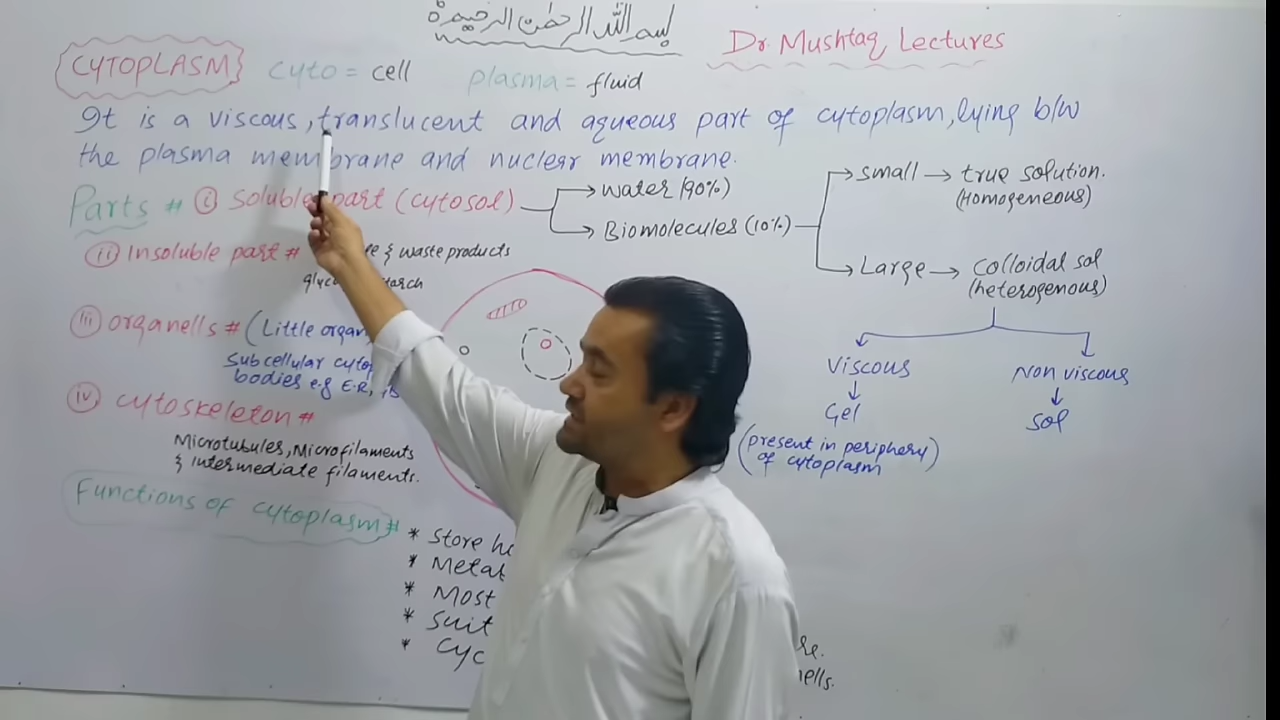 بسم اللہ الرحمٰن الرحیم
Dr. Mushtaq Lectures
CYTOPLASM cyto = cell plasma = fluid
It is a viscous, translucent and aqueous part of cytoplasm, lying b/w
the plasma membrane and nuclear membrane.
Parts # (i) Soluble part (cytosol) → water (90%)
→ Biomolecules (10%)
→ small → true solution.
(Homogeneous)
→ Large → colloidal sol
(heterogenous)
(ii) Insoluble part # & waste products
(iii) organells # (Little organ
Subcellular cyto
bodies e.g E.R,
(iv) cytoskeleton #
Microtubules, Microfilaments
& intermediate filaments.
Viscous
Gel
(present in periphery
of cytoplasm)
Non viscous
Sol
Functions of cytoplasm #
* Store h
* Metab
* Most
* Suit
* Cyc